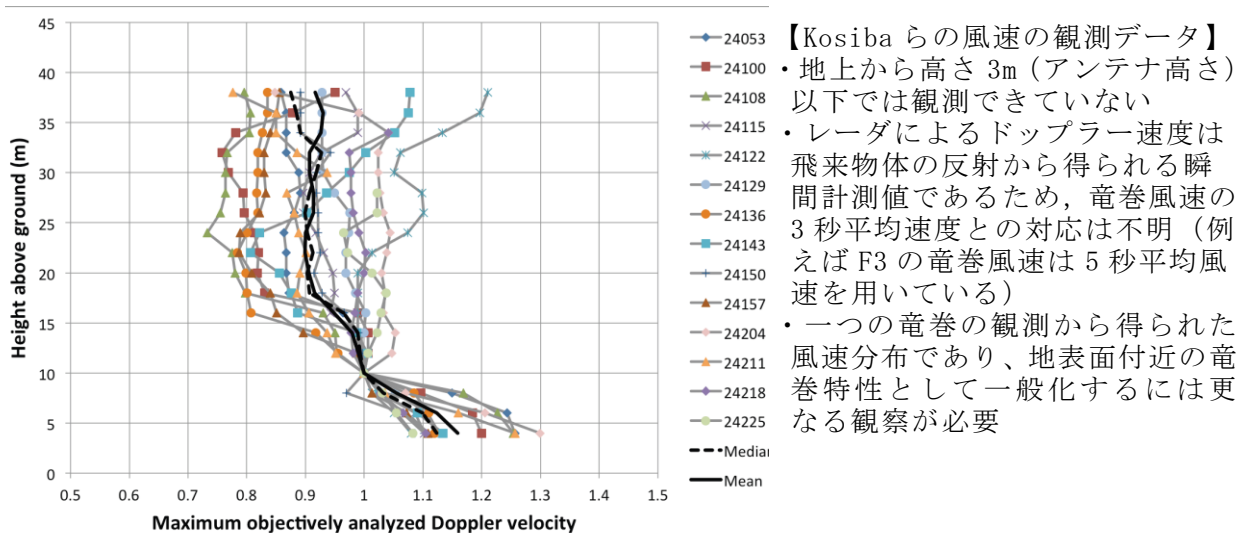 45
40
35
30
25
20
15
10
5
0
Height above ground (m)
0.5 0.6 0.7 0.8 0.9 1 1.1 1.2 1.3 1.4 1.5
Maximum objectively analyzed Doppler velocity
24053
24100
24108
24115
24122
24129
24136
24143
24150
24157
24204
24211
24218
24225
Median
Mean
【Kosiba らの風速の観測データ】
・地上から高さ 3m (アンテナ高さ)
以下では観測できていない
・レーダによるドップラー速度は
飛来物体の反射から得られる瞬
間計測値であるため，竜巻風速の
3 秒平均速度との対応は不明（例
えば F3 の竜巻風速は 5 秒平均風
速を用いている）
・一つの竜巻の観測から得られた
風速分布であり、地表面付近の竜
巻特性として一般化するには更
なる観察が必要